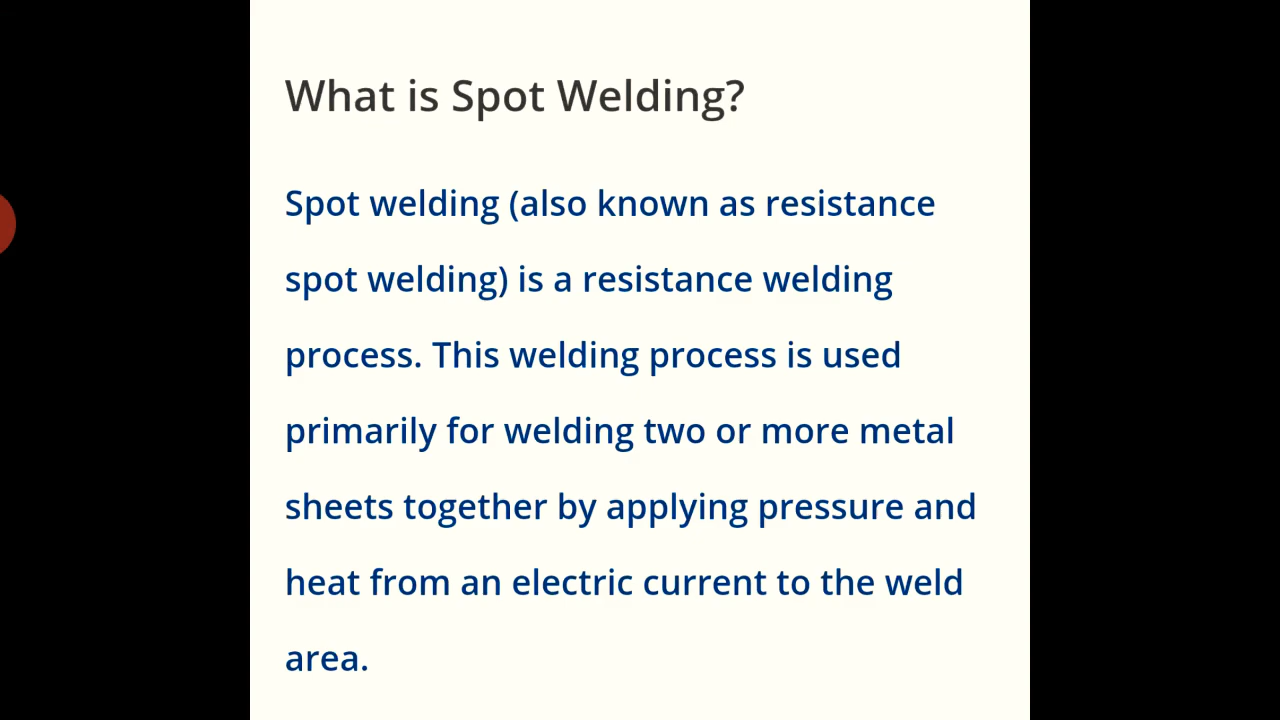 What is Spot Welding?
Spot welding (also known as resistance
spot welding) is a resistance welding
process. This welding process is used
primarily for welding two or more metal
sheets together by applying pressure and
heat from an electric current to the weld
area.